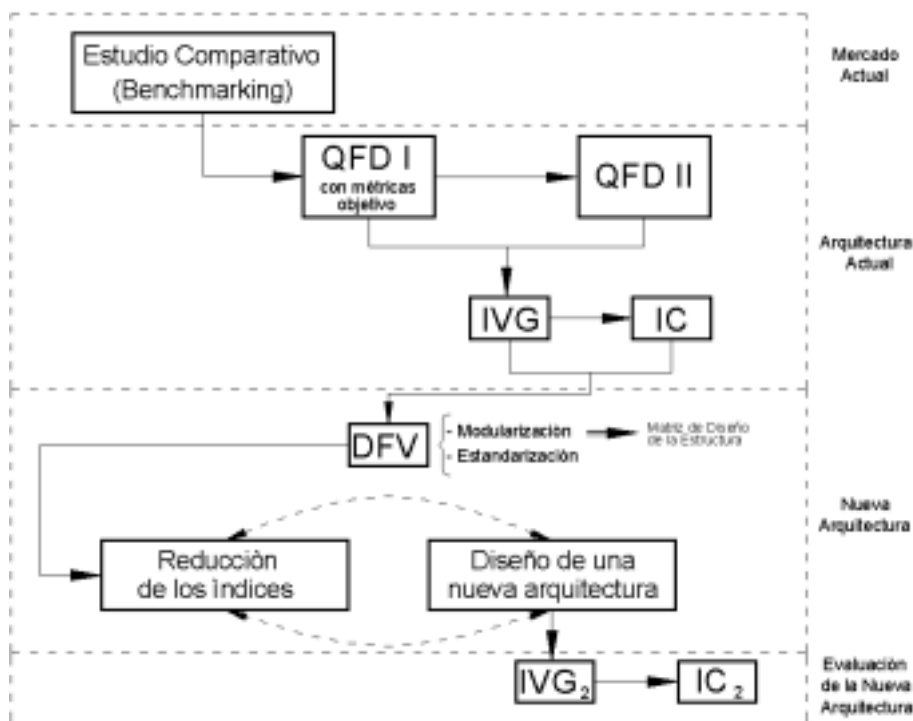 Estudio Comparativo
(Benchmarking)
Mercado
Actual
QFD I
con métricas
objetivo
QFD II
Arquitectura
Actual
IVG
IC
DFV
- Modularización
- Estandarización
Matriz de Diseño
de la Estructura
Nueva
Arquitectura
Reducción
de los índices
Diseño de una
nueva arquitectura
IVG2
IC2
Evaluación
de la Nueva
Arquitectura